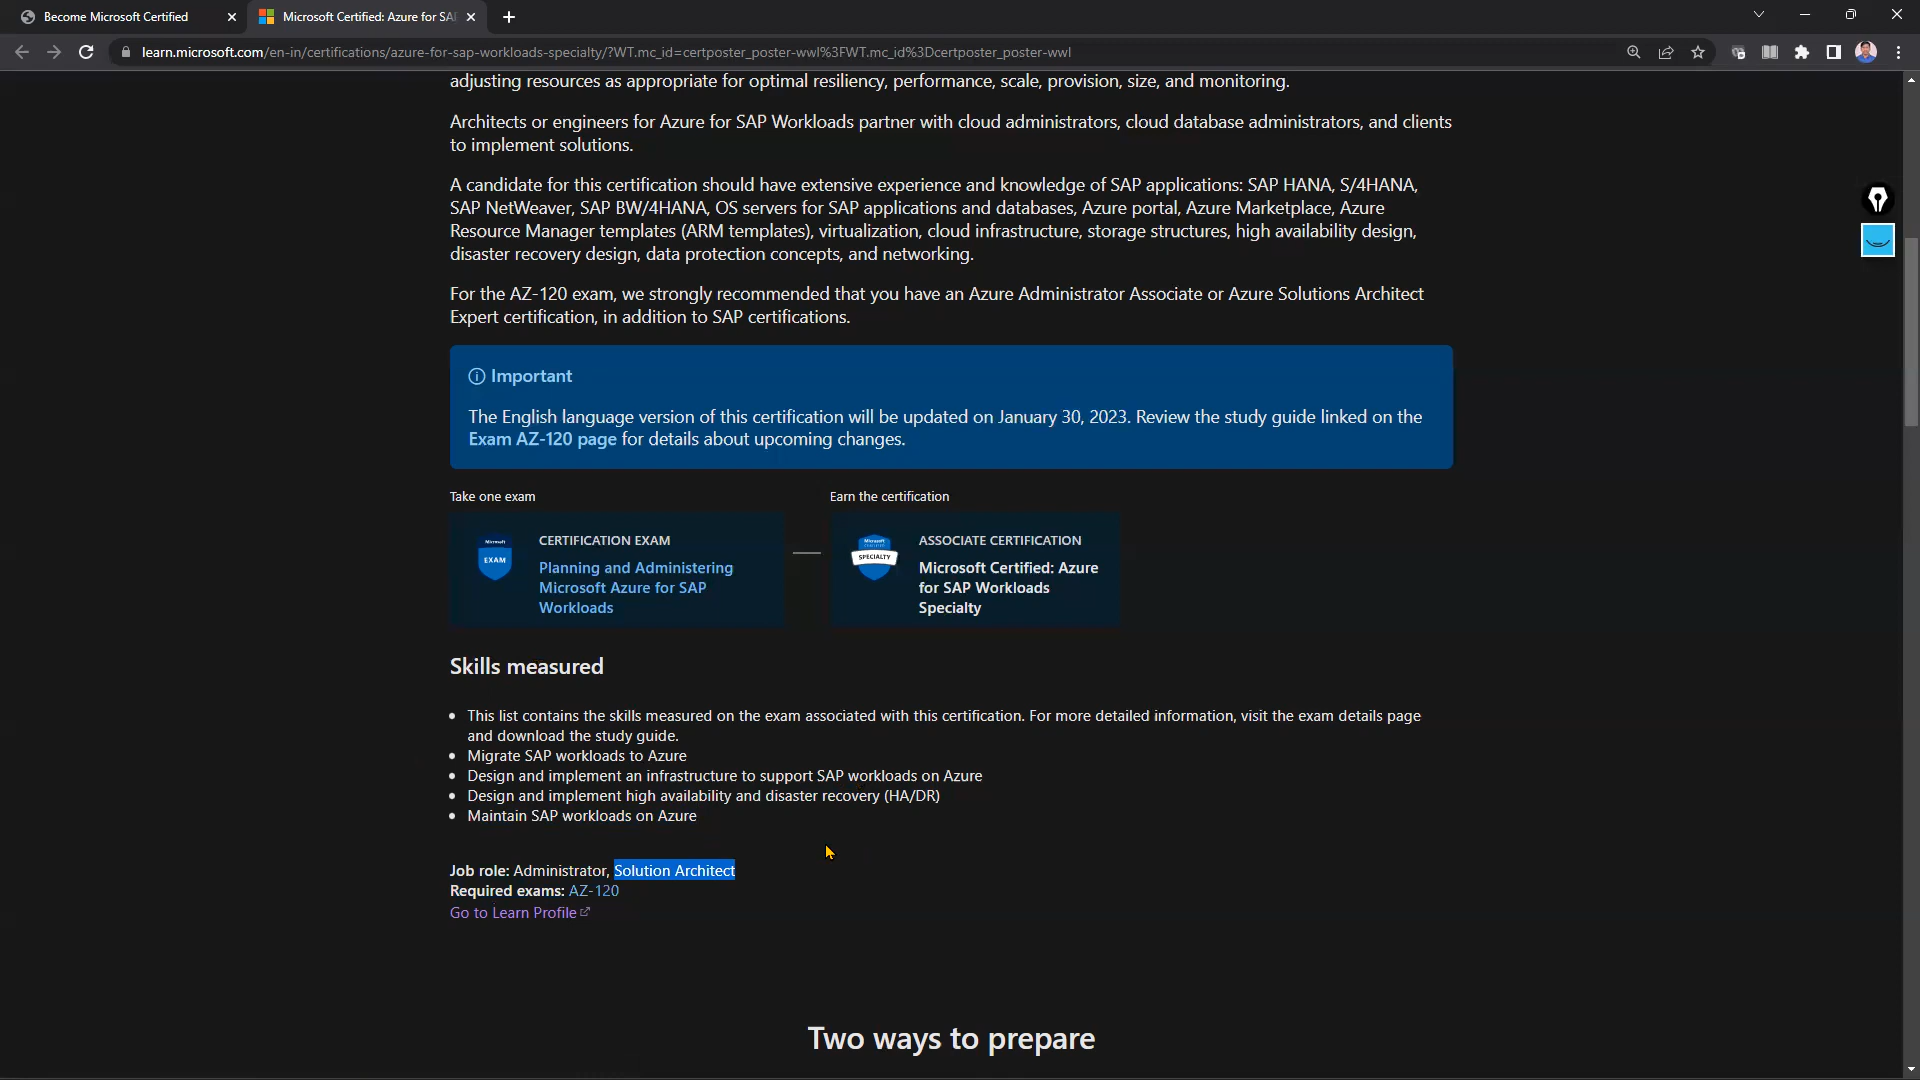 Become Microsoft Certified
Microsoft Certified: Azure for SA
learn.microsoft.com/en-in/certifications/azure-for-sap-workloads-specialty/?WT.mc_id=certposter_poster-wwl%3FWT.mc_id%3Dcertposter_poster-wwl
adjusting resources as appropriate for optimal resiliency, performance, scale, provision, size, and monitoring.
Architects or engineers for Azure for SAP Workloads partner with cloud administrators, cloud database administrators, and clients
to implement solutions.
A candidate for this certification should have extensive experience and knowledge of SAP applications: SAP HANA, S/4HANA,
SAP NetWeaver, SAP BW/4HANA, OS servers for SAP applications and databases, Azure portal, Azure Marketplace, Azure
Resource Manager templates (ARM templates), virtualization, cloud infrastructure, storage structures, high availability design,
disaster recovery design, data protection concepts, and networking.
For the AZ-120 exam, we strongly recommended that you have an Azure Administrator Associate or Azure Solutions Architect
Expert certification, in addition to SAP certifications.
Important
The English language version of this certification will be updated on January 30, 2023. Review the study guide linked on the
Exam AZ-120 page for details about upcoming changes.
Take one exam
Earn the certification
Microsoft
EXAM
CERTIFICATION EXAM
Planning and Administering
Microsoft Azure for SAP
Workloads
Microsoft
CERTIFIED
SPECIALTY
ASSOCIATE CERTIFICATION
Microsoft Certified: Azure
for SAP Workloads
Specialty
Skills measured
• This list contains the skills measured on the exam associated with this certification. For more detailed information, visit the exam details page
and download the study guide.
• Migrate SAP workloads to Azure
• Design and implement an infrastructure to support SAP workloads on Azure
• Design and implement high availability and disaster recovery (HA/DR)
• Maintain SAP workloads on Azure
Job role: Administrator, Solution Architect
Required exams: AZ-120
Go to Learn Profile
Two ways to prepare